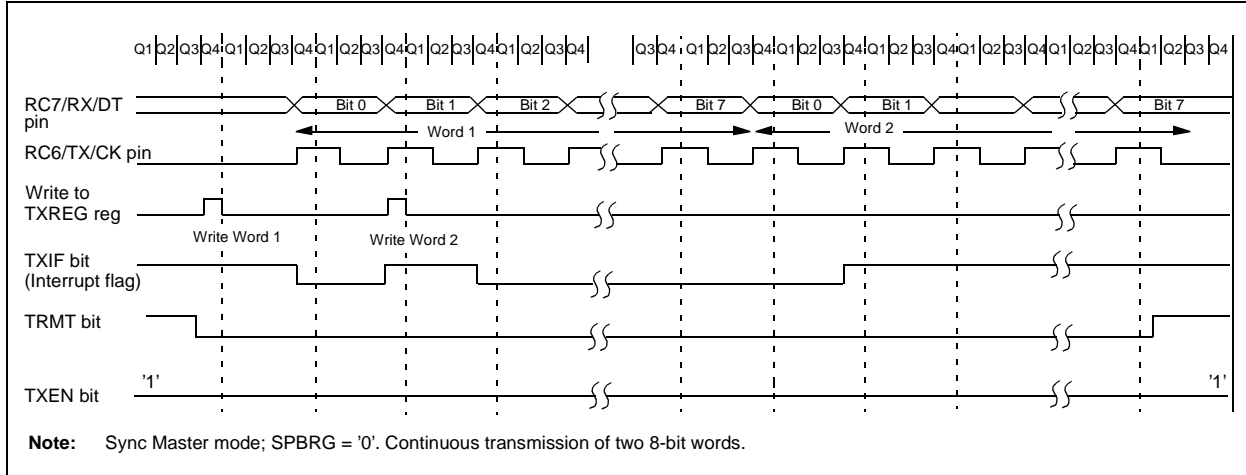 Q1 Q2 Q3 Q4 Q1 Q2 Q3 Q4 Q1 Q2 Q3 Q4 Q1 Q2 Q3 Q4 Q1 Q2 Q3 Q4 Q3 Q4 Q1 Q2 Q3 Q4 Q1 Q2 Q3 Q4 Q1 Q2 Q3 Q4 Q1 Q2 Q3 Q4 Q1 Q2 Q3 Q4 Q1 Q2 Q3 Q4
RC7/RX/DT Bit 0 Bit 1 Bit 2 Bit 7 Bit 0 Bit 1 Bit 7
pin
Word 1 Word 2
RC6/TX/CK pin
Write to
TXREG reg
Write Word 1 Write Word 2
TXIF bit
(Interrupt flag)
TRMT bit
'1' '1'
TXEN bit
Note: Sync Master mode; SPBRG = '0'. Continuous transmission of two 8-bit words.